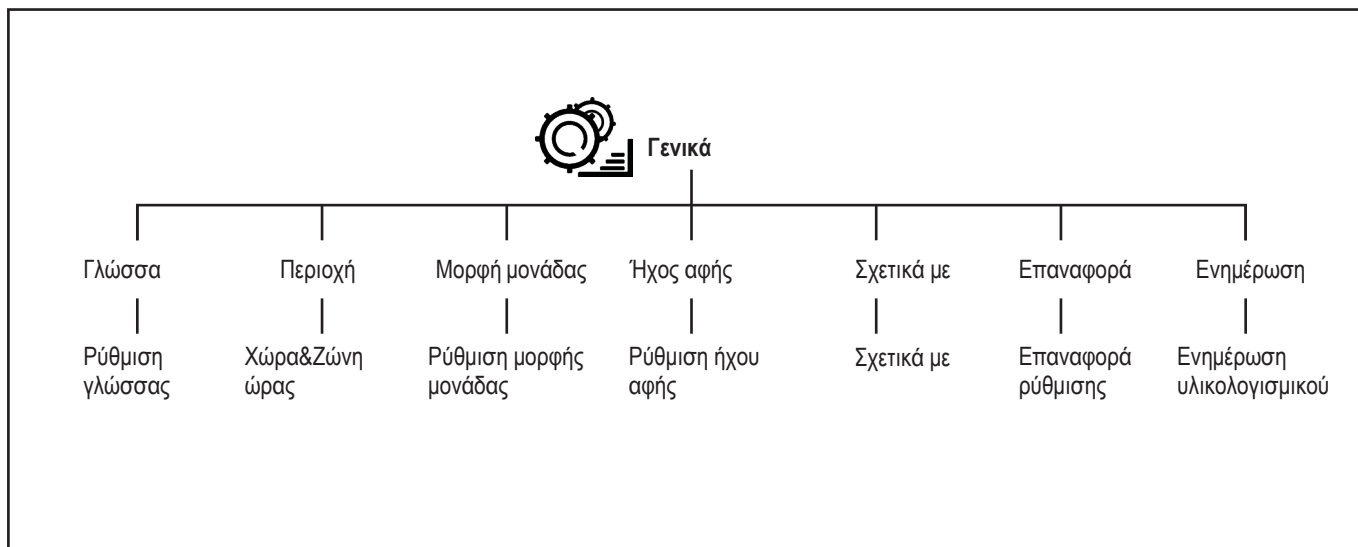 Γενικά
Γλώσσα
Περιοχή
Μορφή μονάδας
Ήχος αφής
Σχετικά με
Επαναφορά
Ενημέρωση
Ρύθμιση
γλώσσας
Χώρα&Ζώνη
ώρας
Ρύθμιση μορφής
μονάδας
Ρύθμιση ήχου
αφής
Σχετικά με
Επαναφορά
ρύθμισης
Ενημέρωση
υλικολογισμικού